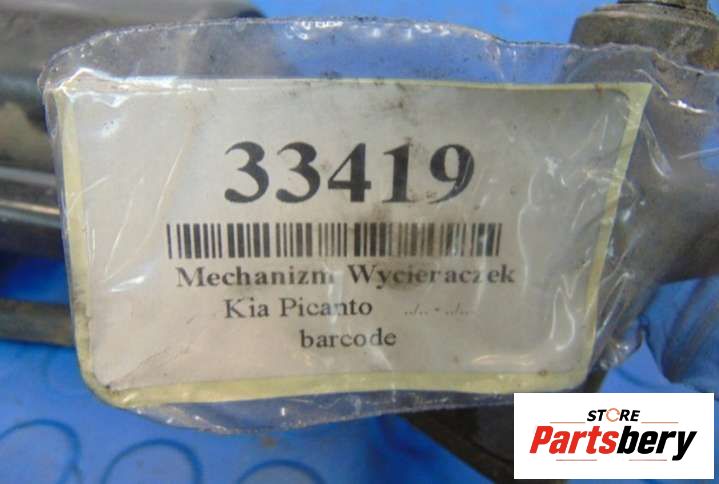 33419
Mechanizm Wycieraczek
Kia Picanto ../.. - ../..
barcode
STORE
Partsbery